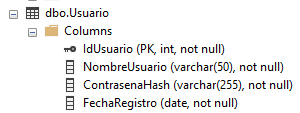 dbo.Usuario
Columns
IdUsuario (PK, int, not null)
NombreUsuario (varchar(50), not null)
ContrasenaHash (varchar(255), not null)
FechaRegistro (date, not null)